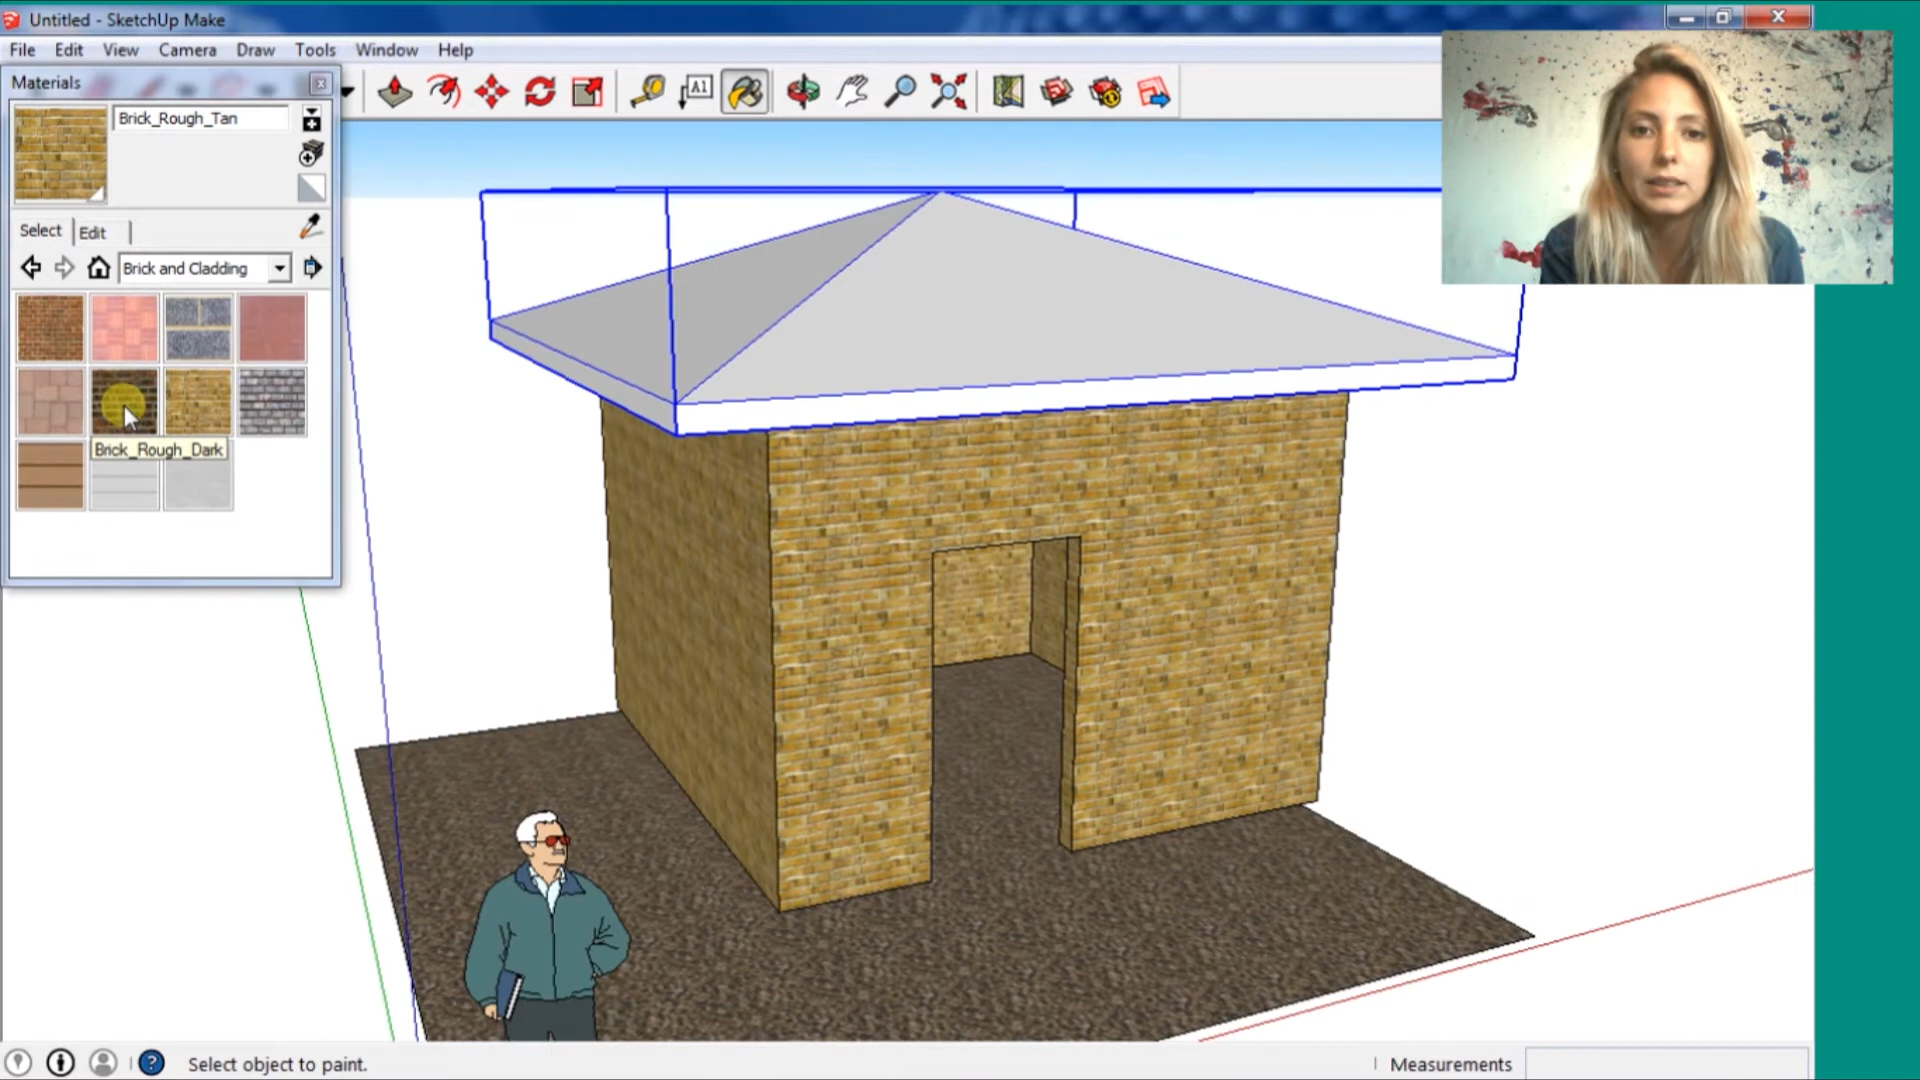 Untitled - SketchUp Make
File Edit View Camera Draw Tools Window Help
Materials
A1
Brick_Rough_Tan
Select Edit
Brick and Cladding
Brick_Rough_Dark
Select object to paint.
Measurements